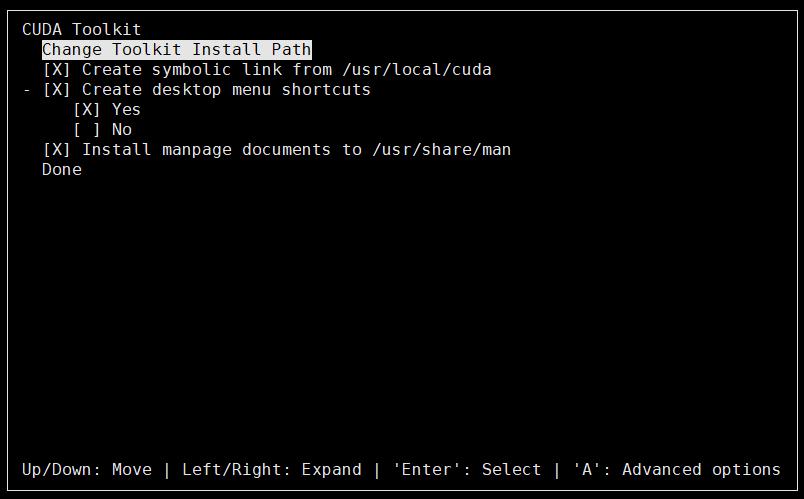 CUDA Toolkit
Change Toolkit Install Path
[X] Create symbolic link from /usr/local/cuda
- [X] Create desktop menu shortcuts
[X] Yes
[ ] No
[X] Install manpage documents to /usr/share/man
Done
Up/Down: Move | Left/Right: Expand | 'Enter': Select | 'A': Advanced options